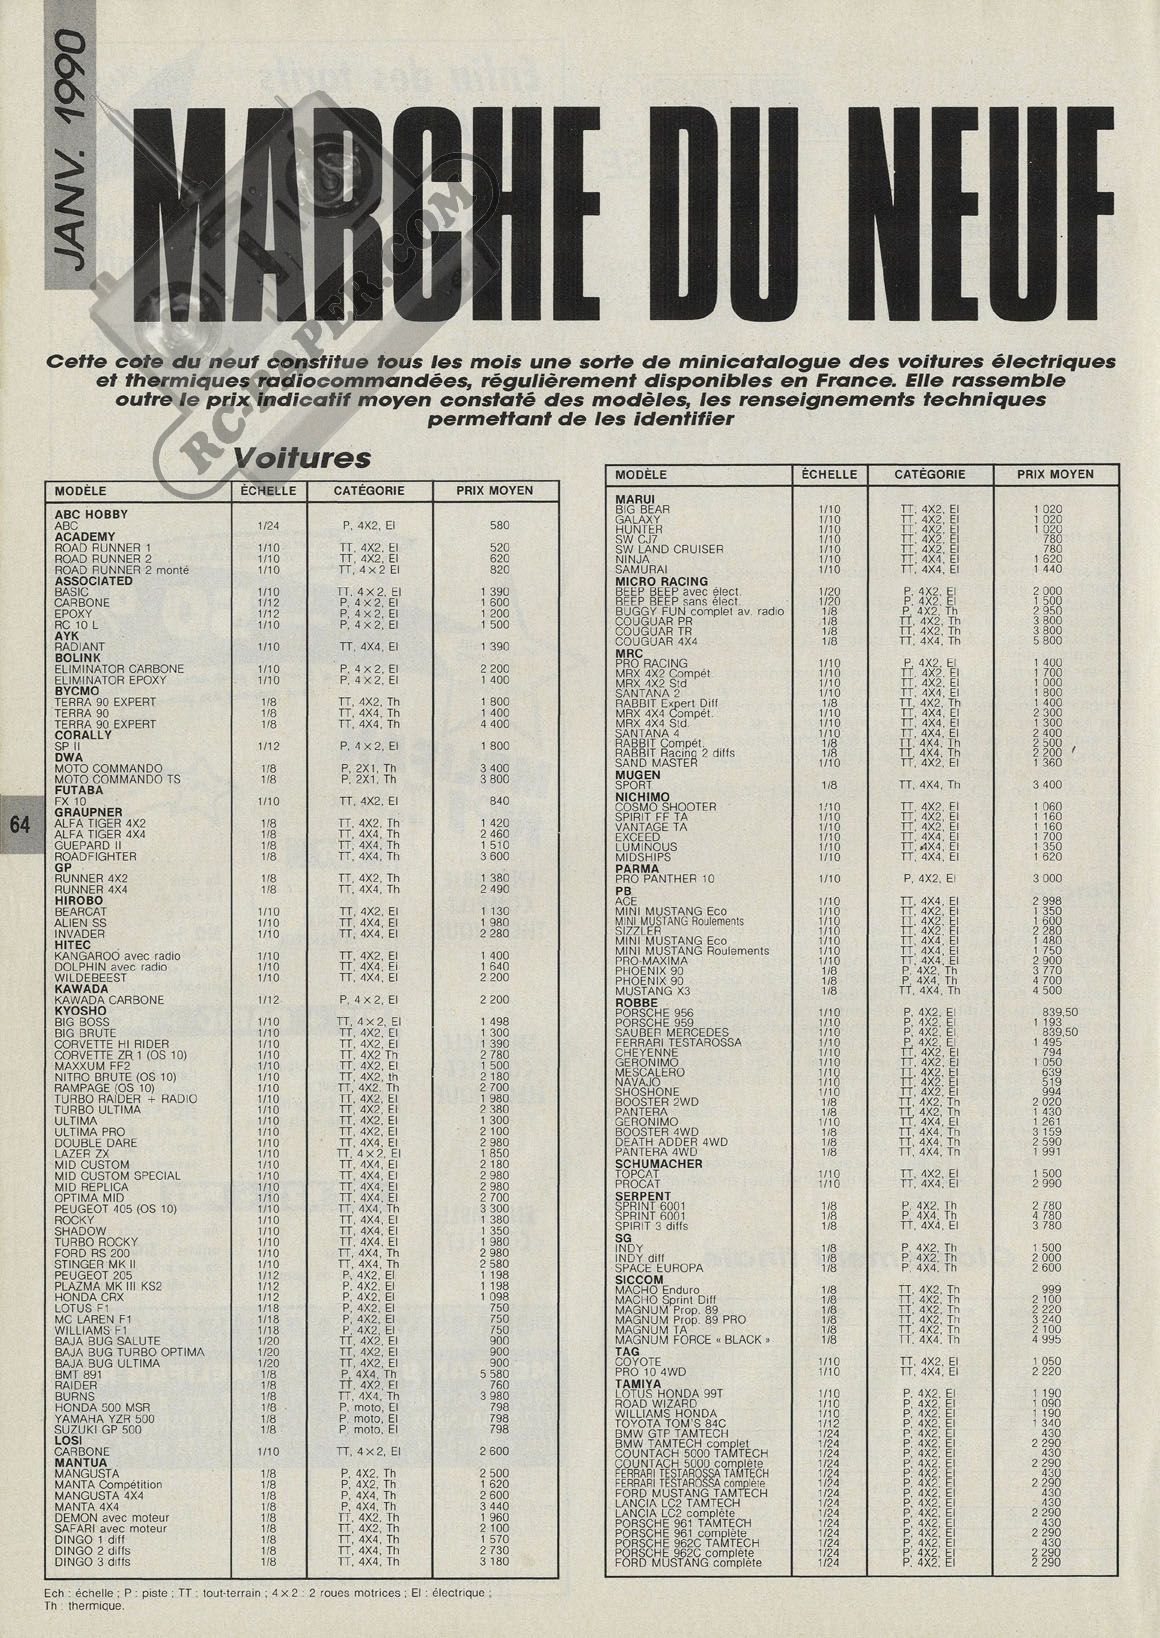 JANV. 1990
MARCHE DU NEUF
RC-PAPER.COM
Cette cote du neuf constitue tous les mois une sorte de minicatalogue des voitures électriques
et thermiques radiocommandées, régulièrement disponibles en France. Elle rassemble
outre le prix indicatif moyen constaté des modèles, les renseignements techniques
permettant de les identifier
Voitures
MODÈLE ÉCHELLE CATÉGORIE PRIX MOYEN
ABC HOBBY
ABC 1/24 P, 4X2, El 580
ACADEMY
ROAD RUNNER 1 1/10 TT, 4X2, El 520
ROAD RUNNER 2 1/10 TT, 4X2, El 620
ROAD RUNNER 2 monté 1/10 TT, 4×2 El 820
ASSOCIATED
BASIC 1/10 TT. 4×2, El 1 390
CARBONE 1/12 P, 4×2, El 1 600
EPOXY 1/12 P, 4×2, El 1 200
RC 10 L 1/10 P, 4×2, El 1 500
AYK
RADIANT 1/10 TT, 4X4, El 1 390
BOLINK
ELIMINATOR CARBONE 1/10 P, 4×2, El 2 200
ELIMINATOR EPOXY 1/10 P, 4×2, El 1 400
BYCMO
TERRA 90 EXPERT 1/8 TT, 4X2, Th 1 800
TERRA 90 1/8 TT, 4X4, Th 1 400
TERRA 90 EXPERT 1/8 TT, 4X4, Th 4 400
CORALLY
SP II 1/12 P, 4×2, El 1 800
DWA
MOTO COMMANDO 1/8 P, 2X1, Th 3 400
MOTO COMMANDO TS 1/8 P, 2X1, Th 3 800
FUTABA
FX 10 1/10 TT, 4X2, El 840
GRAUPNER
ALFA TIGER 4X2 1/8 TT, 4X2, Th 1 420
ALFA TIGER 4X4 1/8 TT, 4X4, Th 2 460
GUEPARD II 1/8 TT, 4X4, Th 1 510
ROADFIGHTER 1/8 TT, 4X4, Th 3 600
GP
RUNNER 4X2 1/8 TT, 4X2, Th 1 380
RUNNER 4X4 1/8 TT, 4X4, Th 2 490
HIROBO
BEARCAT 1/10 TT, 4X2, El 1 130
ALIEN SS 1/10 TT, 4X4, El 1 980
INVADER 1/10 TT, 4X4, El 2 280
HITEC
KANGAROO avec radio 1/10 TT, 4X2, El 1 400
DOLPHIN avec radio 1/10 TT, 4X4, El 1 640
WILDEBEEST 1/10 TT, 4X4, El 2 200
KAWADA
KAWADA CARBONE 1/12 P, 4×2, El 2 200
KYOSHO
BIG BOSS 1/10 TT, 4×2, El 1 498
BIG BRUTE 1/10 TT, 4X2, El 1 300
CORVETTE HI RIDER 1/10 TT, 4X2, El 1 390
CORVETTE ZR 1 (OS 10) 1/10 TT, 4X2 Th 2 780
MAXXUM FF2 1/10 TT, 4X2, El 1 500
NITRO BRUTE (OS 10) 1/10 TT, 4X2, th 2 180
RAMPAGE (OS 10) 1/10 TT, 4X2, Th 2 700
TURBO RAIDER + RADIO 1/10 TT, 4X2, El 1 980
TURBO ULTIMA 1/10 TT, 4X2, El 2 380
ULTIMA 1/10 TT, 4X2, El 1 300
ULTIMA PRO 1/10 TT, 4X2, El 2 100
DOUBLE DARE 1/10 TT, 4X4, El 2 980
LAZER ZX 1/10 TT, 4×2, El 1 850
MID CUSTOM 1/10 TT, 4X4, El 2 180
MID CUSTOM SPECIAL 1/10 TT, 4X4, El 2 980
MID REPLICA 1/10 TT, 4X4, El 2 980
OPTIMA MID 1/10 TT, 4X4, El 2 700
PEUGEOT 405 (OS 10) 1/10 TT, 4X4, Th 3 300
ROCKY 1/10 TT, 4X4, El 1 380
SHADOW 1/10 TT, 4X4, El 1 350
TURBO ROCKY 1/10 TT, 4X4, El 1 980
FORD RS 200 1/10 TT, 4X4, Th 2 980
STINGER MK II 1/10 TT, 4X4, Th 2 580
PEUGEOT 205 1/12 P, 4X2, El 1 198
PLAZMA MK III KS2 1/12 P, 4X2, El 1 198
HONDA CRX 1/12 P, 4X2, El 1 098
LOTUS F1 1/18 P, 4X2, El 750
MC LAREN F1 1/18 P, 4X2, El 750
WILLIAMS F1 1/18 P, 4X2, El 750
BAJA BUG SALUTE 1/20 TT, 4X2, El 900
BAJA BUG TURBO OPTIMA 1/20 TT, 4X2, El 900
BAJA BUG ULTIMA 1/20 TT, 4X2, El 900
BMT 891 1/8 P, 4X4, Th 5 580
RAIDER 1/8 TT, 4X2, El 760
BURNS 1/8 TT, 4X4, Th 3 980
HONDA 500 MSR 1/8 P, moto, El 798
YAMAHA YZR 500 1/8 P, moto, El 798
SUZUKI GP 500 1/8 P, moto, El 798
LOSI
CARBONE 1/10 TT, 4×2, El 2 600
MANTUA
MANGUSTA 1/8 P, 4X2, Th 2 500
MANTA Compétition 1/8 P, 4X2, Th 1 620
MANGUSTA 4X4 1/8 P, 4X4, Th 2 600
MANTA 4X4 1/8 P, 4X4, Th 3 440
DEMON avec moteur 1/8 TT, 4X2, Th 1 960
SAFARI avec moteur 1/8 TT, 4X2, Th 2 100
DINGO 1 diff 1/8 TT, 4X4, Th 1 570
DINGO 2 diffs 1/8 TT, 4X4, Th 2 730
DINGO 3 diffs 1/8 TT, 4X4, Th 3 180
Ech : échelle ; P : piste ; TT : tout-terrain ; 4×2 : 2 roues motrices ; El : électrique ;
Th : thermique.
64
MODÈLE ÉCHELLE CATÉGORIE PRIX MOYEN
MARUI
BIG BEAR 1/10 TT, 4X2, El 1 020
GALAXY 1/10 TT, 4X2, El 1 020
HUNTER 1/10 TT, 4X2, El 1 020
SW CJ7 1/10 TT, 4X2, El 780
SW LAND CRUISER 1/10 TT, 4X2, El 780
NINJA 1/10 TT, 4X4, El 1 620
SAMURAI 1/10 TT, 4X4, El 1 440
MICRO RACING
BEEP BEEP avec élect. 1/20 P, 4X2, El 2 000
BEEP BEEP sans élect. 1/20 P, 4X2, El 1 500
BUGGY FUN complet av. radio 1/8 P, 4X2, Th 2 950
COUGUAR PR 1/8 TT, 4X2, Th 3 800
COUGUAR TR 1/8 TT, 4X2, Th 3 800
COUGUAR 4X4 1/8 TT, 4X4, Th 5 800
MRC
PRO RACING 1/10 P, 4X2, El 1 400
MRX 4X2 Compét. 1/10 TT, 4X2, El 1 700
MRX 4X2 Std 1/10 TT, 4X2, El 1 000
SANTANA 2 1/10 TT, 4X4, El 1 800
RABBIT Expert Diff 1/8 TT, 4X2, Th 1 400
MRX 4X4 Compét. 1/10 TT, 4X4, El 2 300
MRX 4X4 Std. 1/10 TT, 4X4, El 1 300
SANTANA 4 1/10 TT, 4X4, El 2 400
RABBIT Compét. 1/8 TT, 4X4, Th 2 500
RABBIT Racing 2 diffs 1/8 TT, 4X4, Th 2 200
SAND MASTER 1/10 TT, 4X2, El 1 360
MUGEN
SPORT 1/8 TT, 4X4, Th 3 400
NICHIMO
COSMO SHOOTER 1/10 TT, 4X2, El 1 060
SPIRIT FF TA 1/10 TT, 4X2, El 1 160
VANTAGE TA 1/10 TT, 4X2, El 1 160
EXCEED 1/10 TT, 4X4, El 1 700
LUMINOUS 1/10 TT, 4X4, El 1 350
MIDSHIPS 1/10 TT, 4X4, El 1 620
PARMA
PRO PANTHER 10 1/10 P, 4X2, El 3 000
PB
ACE 1/10 TT, 4X4, El 2 998
MINI MUSTANG Eco 1/10 TT, 4X2, El 1 350
MINI MUSTANG Roulements 1/10 TT, 4X2, El 1 600
SIZZLER 1/10 TT, 4X2, El 2 280
MINI MUSTANG Eco 1/10 TT, 4X4, El 1 480
MINI MUSTANG Roulements 1/10 TT, 4X4, El 1 750
PRO-MAXIMA 1/10 TT, 4X4, El 2 900
PHOENIX 90 1/8 P, 4X2, Th 3 770
PHOENIX 90 1/8 P, 4X4, Th 4 700
MUSTANG X3 1/8 TT, 4X4, Th 4 500
ROBBE
PORSCHE 956 1/10 P, 4X2, El 839,50
PORSCHE 959 1/10 P, 4X2, El 1 193
SAUBER MERCEDES 1/10 P, 4X2, El 839,50
FERRARI TESTAROSSA 1/10 P, 4X2, El 1 495
CHEYENNE 1/10 TT, 4X2, El 794
GERONIMO 1/10 TT, 4X2, El 1 050
MESCALERO 1/10 TT, 4X2, El 639
NAVAJO 1/10 TT, 4X2, El 519
SHOSHONE 1/10 TT, 4X2, El 994
BOOSTER 2WD 1/8 TT, 4X2, Th 2 020
PANTERA 1/8 TT, 4X2, Th 1 430
GERONIMO 1/10 TT, 4X4, El 1 261
BOOSTER 4WD 1/8 TT, 4X4, Th 3 159
DEATH ADDER 4WD 1/8 TT, 4X4, Th 2 590
PANTERA 4WD 1/8 TT, 4X4, Th 1 991
SCHUMACHER
TOPCAT 1/10 TT, 4X2, El 1 500
PROCAT 1/10 TT, 4X4, El 2 990
SERPENT
SPRINT 6001 1/8 P, 4X2, Th 2 780
SPRINT 6001 1/8 P, 4X4, Th 4 780
SPIRIT 3 diffs 1/8 TT, 4X4, El 3 780
SG
INDY 1/8 P, 4X2, Th 1 500
INDY diff 1/8 P, 4X2, Th 2 000
SPACE EUROPA 1/8 P, 4X4, Th 2 600
SICCOM
MACHO Enduro 1/8 TT, 4X2, Th 999
MACHO Sprint Diff 1/8 TT, 4X2, Th 2 100
MAGNUM Prop. 89 1/8 TT, 4X2, Th 2 220
MAGNUM Prop. 89 PRO 1/8 TT, 4X2, Th 3 240
MAGNUM TA 1/8 TT, 4X2, Th 2 100
MAGNUM FORCE « BLACK » 1/8 TT, 4X4, Th 4 995
TAG
COYOTE 1/10 TT, 4X2, El 1 050
PRO 10 4WD 1/10 TT, 4X4, El 2 220
TAMIYA
LOTUS HONDA 99T 1/10 P, 4X2, El 1 190
ROAD WIZARD 1/10 P, 4X2, El 1 090
WILLIAMS HONDA 1/10 P, 4X2, El 1 190
TOYOTA TOM'S 84C 1/12 P, 4X2, El 1 340
BMW GTP TAMTECH 1/24 P, 4X2, El 430
BMW TAMTECH complet 1/24 P, 4X2, El 2 290
COUNTACH 5000 TAMTECH 1/24 P, 4X2, El 430
COUNTACH 5000 complète 1/24 P, 4X2, El 2 290
FERRARI TESTAROSSA TAMTECH 1/24 P, 4X2, El 430
FERRARI TESTAROSSA complète 1/24 P, 4X2, El 2 290
FORD MUSTANG TAMTECH 1/24 P, 4X2, El 430
LANCIA LC2 TAMTECH 1/24 P, 4X2, El 430
LANCIA LC2 complète 1/24 P, 4X2, El 2 290
PORSCHE 961 TAMTECH 1/24 P, 4X2, El 430
PORSCHE 961 complète 1/24 P, 4X2, El 2 290
PORSCHE 962C TAMTECH 1/24 P, 4X2, El 430
PORSCHE 962C complète 1/24 P, 4X2, El 2 290
FORD MUSTANG complète 1/24 P, 4X2, El 2 290